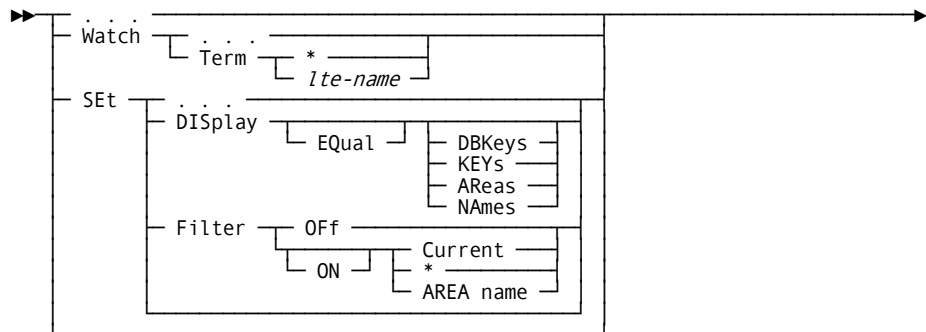 . . .
Watch . . .
Term *
lte-name
SEt . . .
DISplay
EQual DBKeys
KEYs
AReas
NAmes
Filter OFf
Current
ON *
AREA name